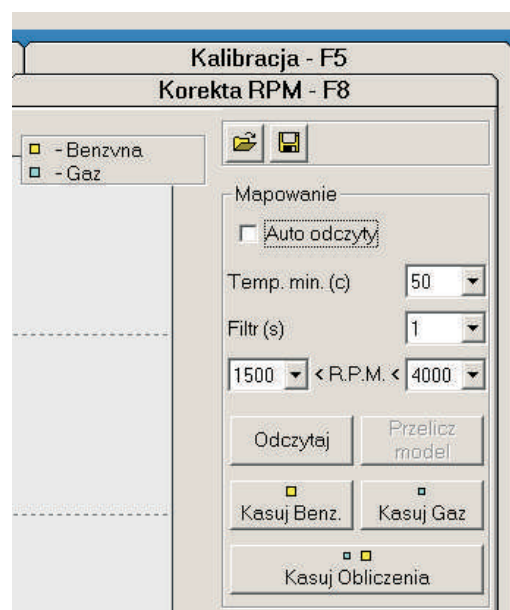 Kalibracja - F5
Korekta RPM - F8
- Benzyna
- Gaz
Mapowanie
Auto odczyty
Temp. min. (c) 50
Filtr (s) 1
1500 < R.P.M. < 4000
Odczytaj
Przelicz
model
Kasuj Benz.
Kasuj Gaz
Kasuj Obliczenia